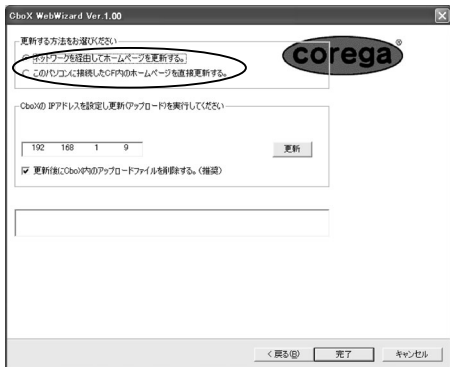 CboX WebWizard Ver.1.00
更新する方法をお選びください
ネットワークを経由してホームページを更新する。
このパソコンに接続したCF内のホームページを直接更新する。
corega®
CboXの IPアドレスを設定し更新(アップロード)を実行してください
192 168 1 9
更新
更新後にCboX内のアップロードファイルを削除する。(推奨)
< 戻る(B)
完了
キャンセル